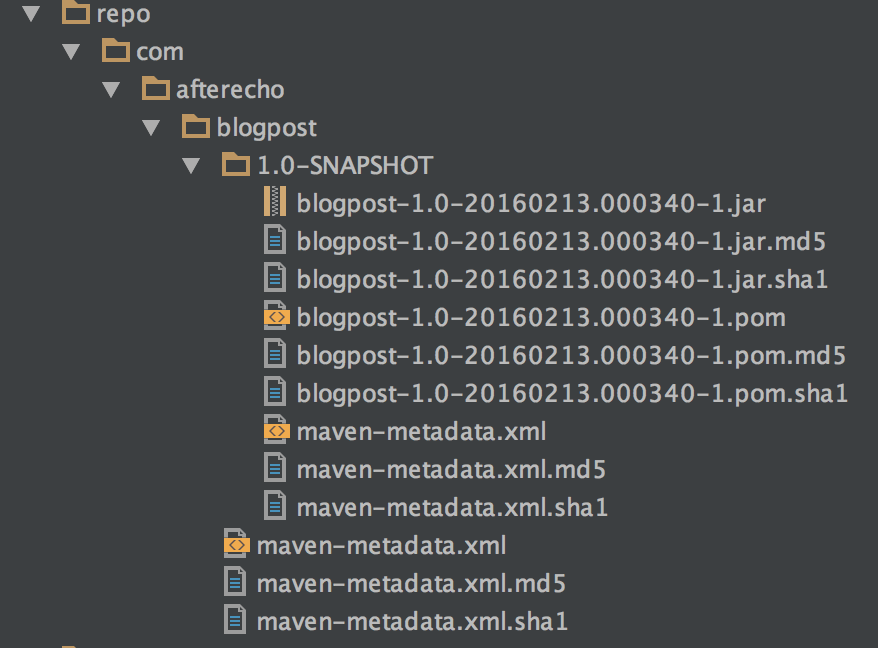 repo
com
afterecho
blogpost
1.0-SNAPSHOT
blogpost-1.0-20160213.000340-1.jar
blogpost-1.0-20160213.000340-1.jar.md5
blogpost-1.0-20160213.000340-1.jar.sha1
blogpost-1.0-20160213.000340-1.pom
blogpost-1.0-20160213.000340-1.pom.md5
blogpost-1.0-20160213.000340-1.pom.sha1
maven-metadata.xml
maven-metadata.xml.md5
maven-metadata.xml.sha1
maven-metadata.xml
maven-metadata.xml.md5
maven-metadata.xml.sha1